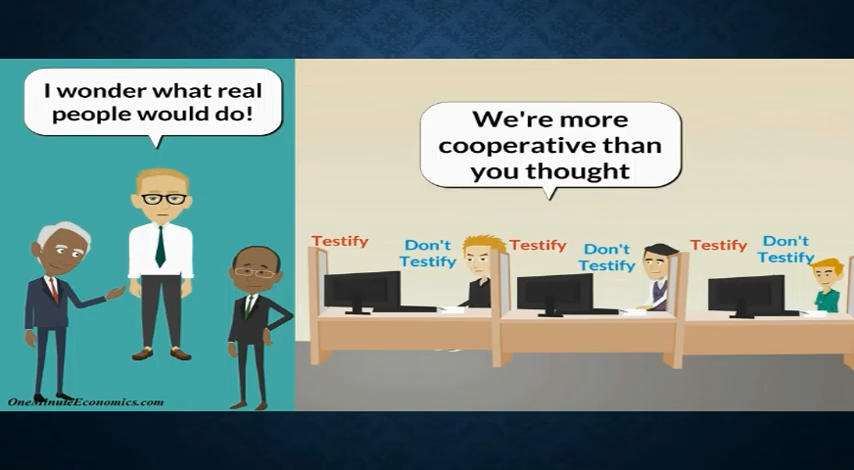 I wonder what real
people would do!
We're more
cooperative than
you thought
Testify
Don't
Testify
Testify
Don't
Testify
Testify
Don't
Testify
OneMinuteEconomics.com